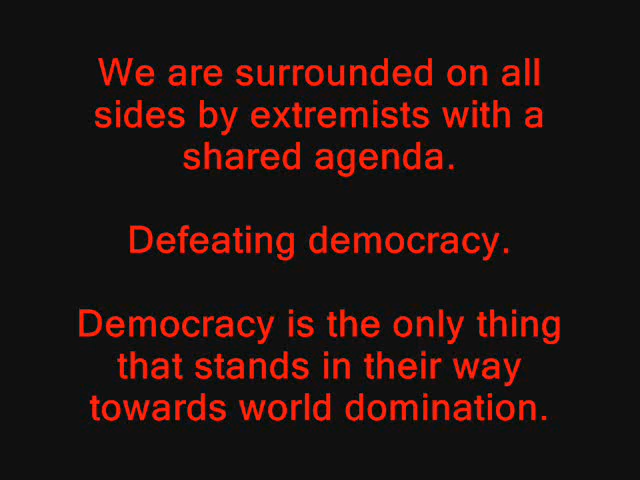 We are surrounded on all
sides by extremists with a
shared agenda.
Defeating democracy.
Democracy is the only thing
that stands in their way
towards world domination.